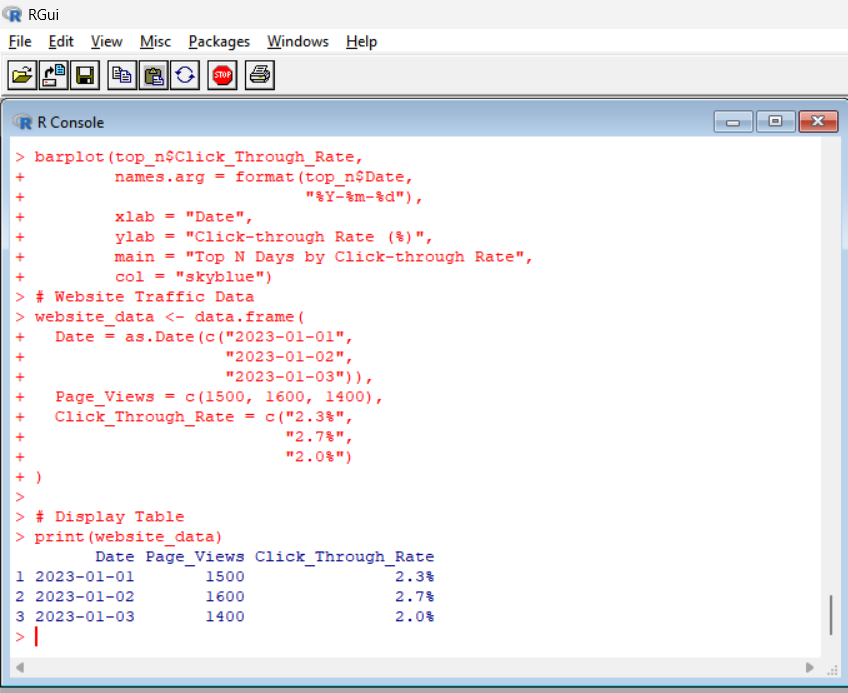 RGui
File Edit View Misc Packages Windows Help
STOP
R Console
> barplot(top_n$Click_Through_Rate,
+         names.arg = format(top_n$Date,
+                            "%Y-%m-%d"),
+         xlab = "Date",
+         ylab = "Click-through Rate (%)",
+         main = "Top N Days by Click-through Rate",
+         col = "skyblue")
> # Website Traffic Data
> website_data <- data.frame(
+   Date = as.Date(c("2023-01-01",
+                    "2023-01-02",
+                    "2023-01-03")),
+   Page_Views = c(1500, 1600, 1400),
+   Click_Through_Rate = c("2.3%",
+                          "2.7%",
+                          "2.0%")
+ )
>
> # Display Table
> print(website_data)
        Date Page_Views Click_Through_Rate
1 2023-01-01       1500               2.3%
2 2023-01-02       1600               2.7%
3 2023-01-03       1400               2.0%
>